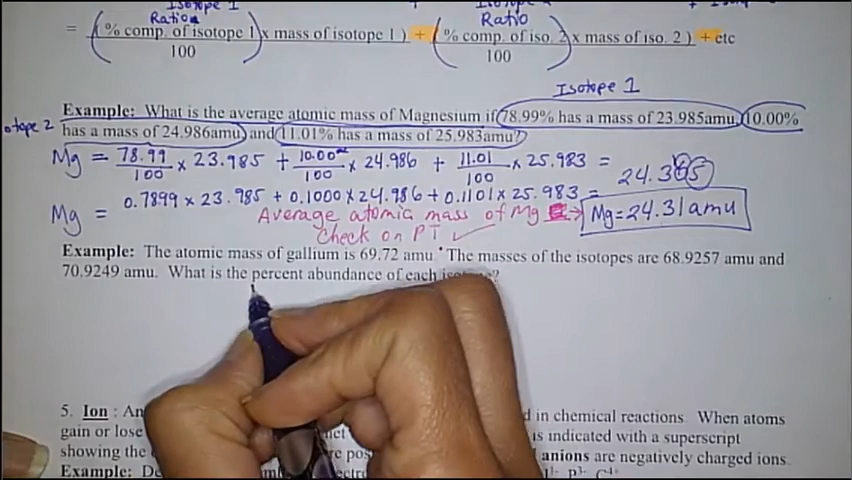 Isotope 1
Ratio Ratio
= ( % comp. of isotope 1 x mass of isotope 1 ) + ( % comp. of iso. 2 x mass of iso. 2 ) + etc
100 100
Isotope 1
Example: What is the average atomic mass of Magnesium if 78.99% has a mass of 23.985amu, 10.00%
otope 2 has a mass of 24.986amu and 11.01% has a mass of 25.983amu?
Mg = 78.99/100 x 23.985 + 10.00/100 x 24.986 + 11.01/100 x 25.983 =
0.7899 x 23.985 + 0.1000 x 24.986 + 0.1101 x 25.983 =
Mg =
Average atomic mass of Mg → Mg = 24.31 amu
Check on PT ✓
Example: The atomic mass of gallium is 69.72 amu. The masses of the isotopes are 68.9257 amu and
70.9249 amu. What is the percent abundance of each isotope?
5. Ion : An d in chemical reactions. When atoms
gain or lose is indicated with a superscript
showing the anions are negatively charged ions.
Example: